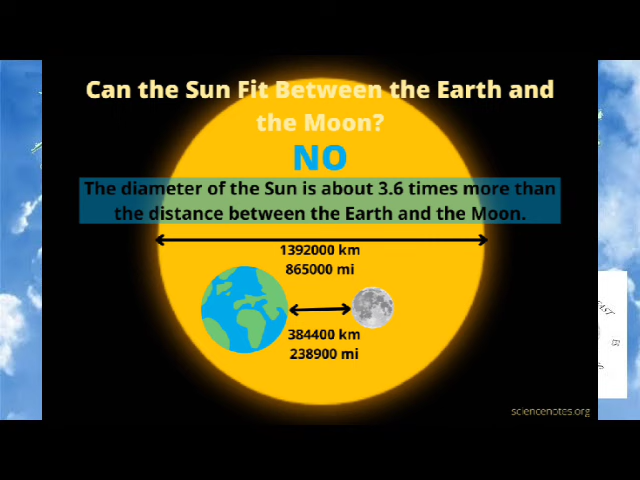 Can the Sun Fit Between the Earth and
the Moon?
NO
The diameter of the Sun is about 3.6 times more than
the distance between the Earth and the Moon.
1392000 km
865000 mi
384400 km
238900 mi
sciencenotes.org